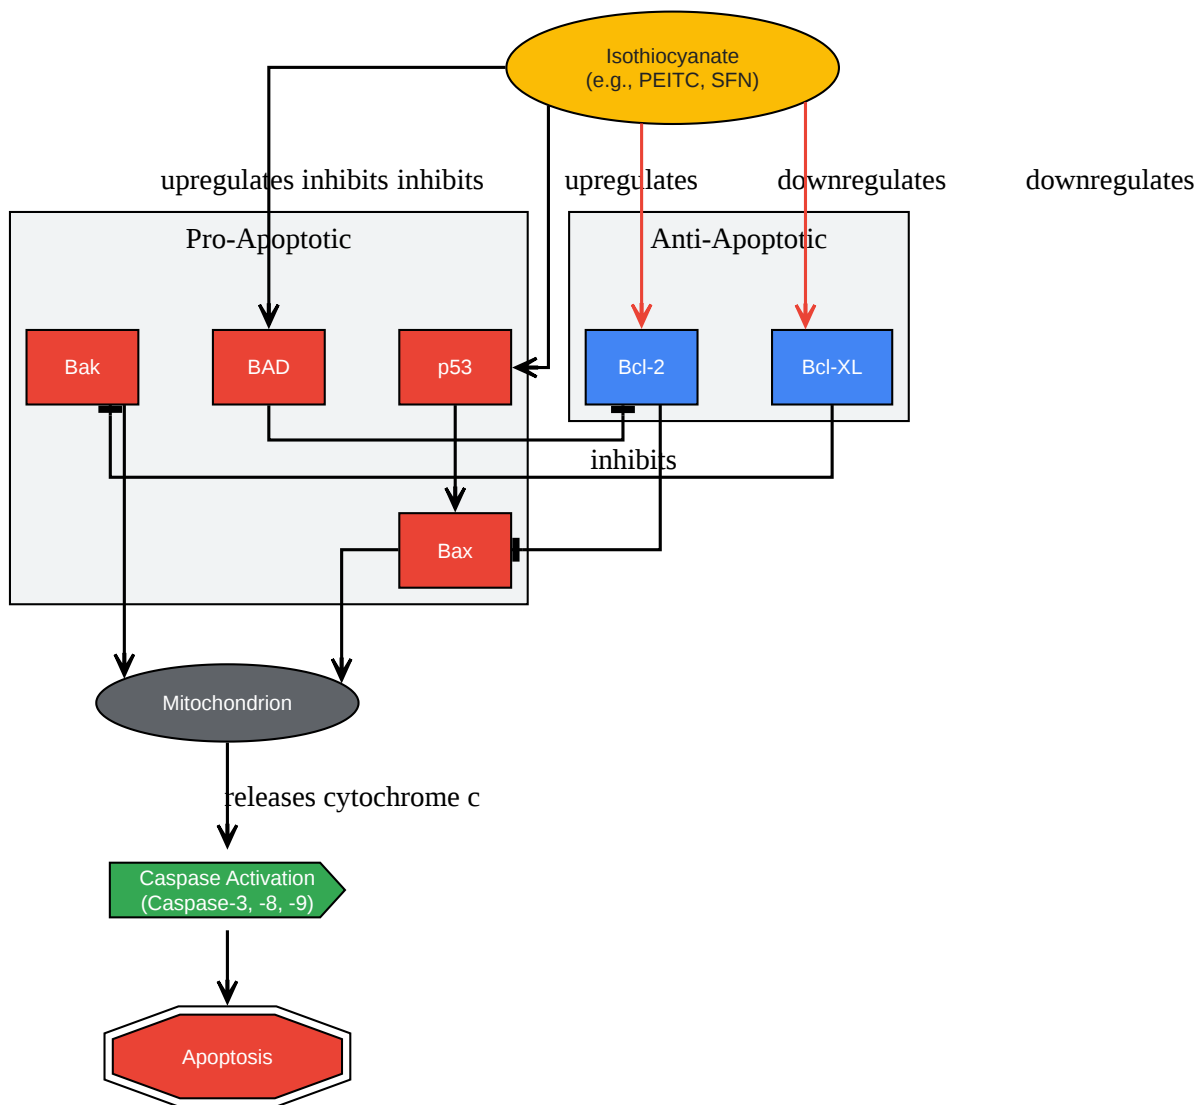 Isothiocyanate
(e.g., PEITC, SFN)
upregulates inhibits inhibits upregulates downregulates downregulates
Pro-Apoptotic
Anti-Apoptotic
Bak
BAD
p53
Bcl-2
Bcl-XL
inhibits
Bax
Mitochondrion
releases cytochrome c
Caspase Activation
(Caspase-3, -8, -9)
Apoptosis